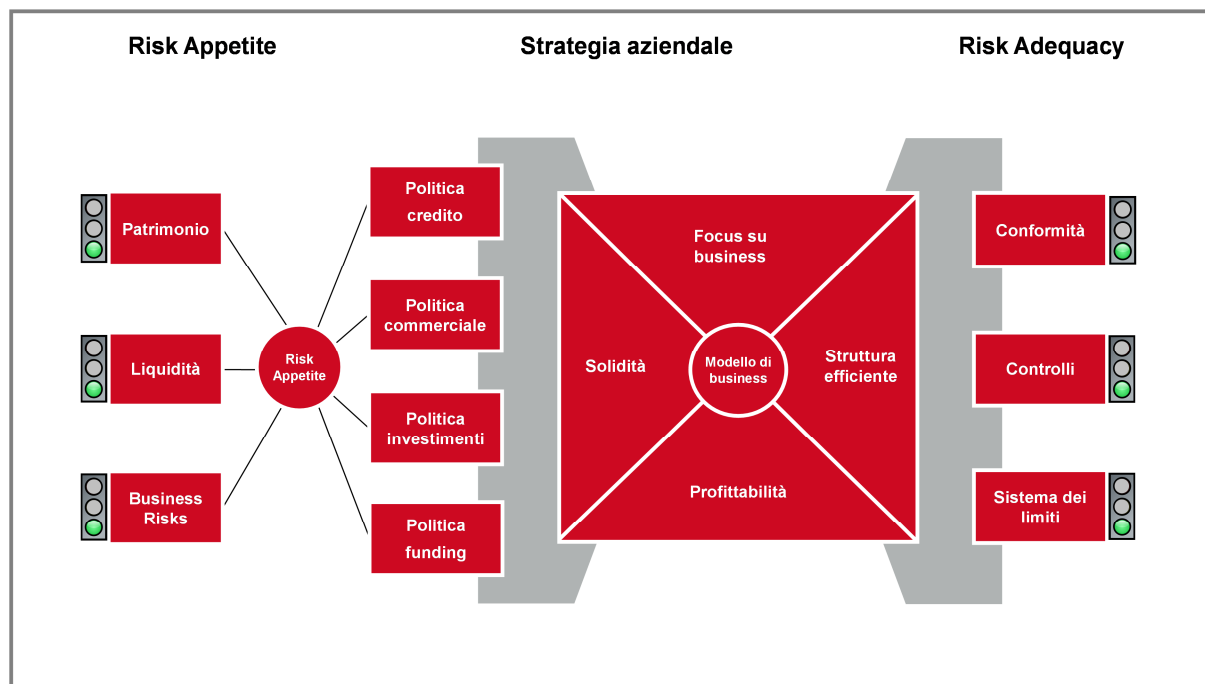 Risk Appetite
Strategia aziendale
Risk Adequacy
Patrimonio
Liquidità
Business
Risks
Risk
Appetite
Politica
credito
Politica
commerciale
Politica
investimenti
Politica
funding
Focus su
business
Solidità
Modello di
business
Struttura
efficiente
Profittabilità
Conformità
Controlli
Sistema dei
limiti